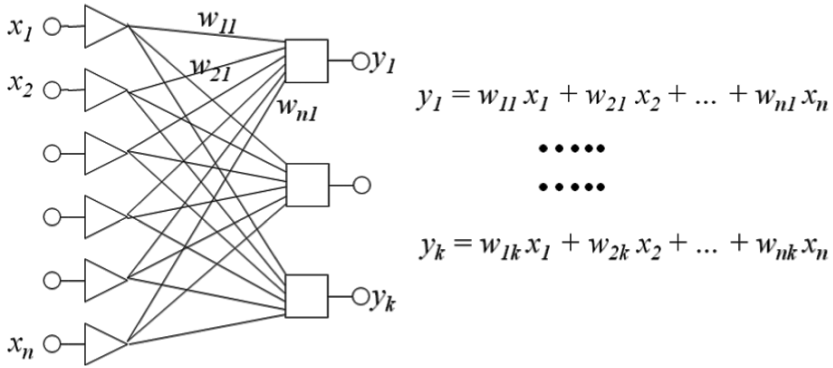 x₁
w₁₁
x₂
w₂₁
y₁
wₙ₁
y₁ = w₁₁ x₁ + w₂₁ x₂ + ... + wₙ₁ xₙ
•••••
•••••
yₖ = w₁ₖ x₁ + w₂ₖ x₂ + ... + wₙₖ xₙ
yₖ
xₙ